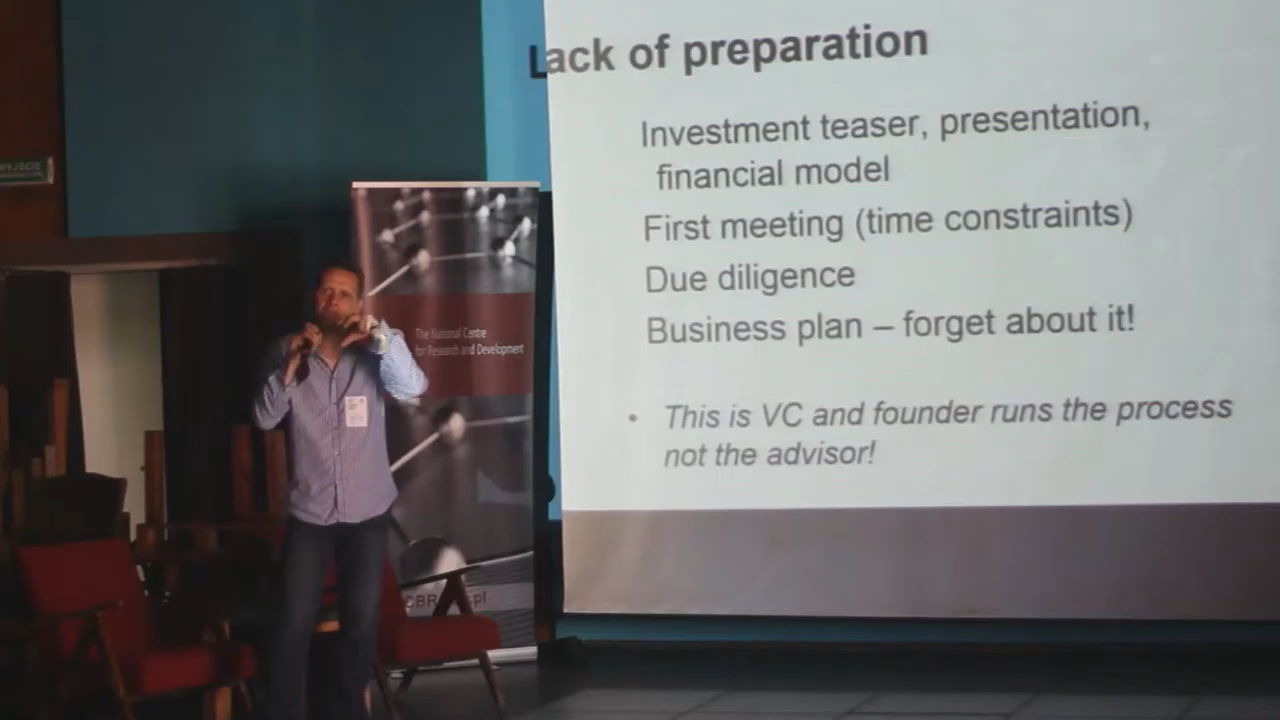 Lack of preparation
Investment teaser, presentation,
financial model
First meeting (time constraints)
Due diligence
Business plan – forget about it!
• This is VC and founder runs the process
not the advisor!
WYJŚCIE
The National Centre
for Research and Development